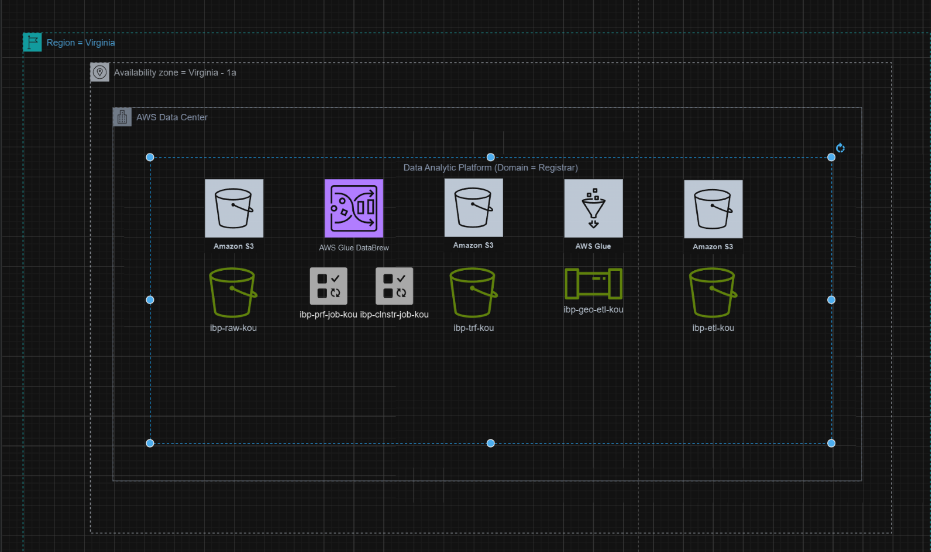 Region = Virginia
Availability zone = Virginia - 1a
AWS Data Center
Data Analytic Platform (Domain = Registrar)
Amazon S3
AWS Glue DataBrew
Amazon S3
AWS Glue
Amazon S3
ibp-raw-kou
ibp-prf-job-kou
ibp-clnstr-job-kou
ibp-trf-kou
ibp-geo-etl-kou
ibp-etl-kou